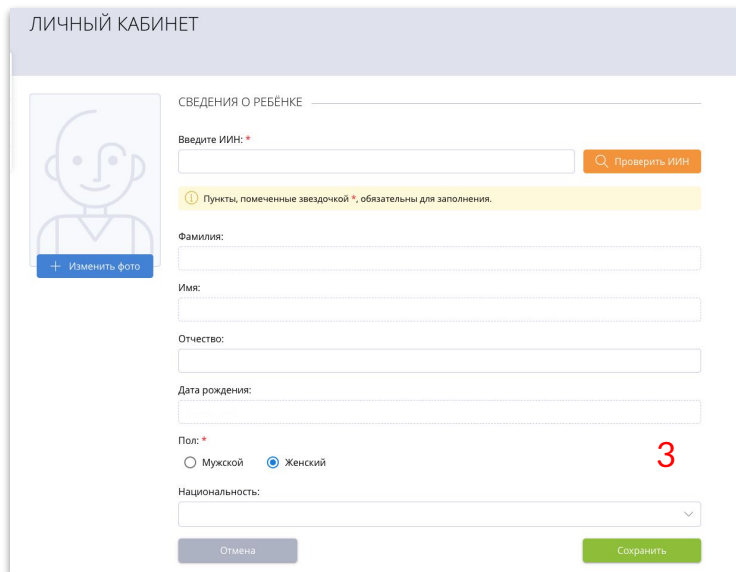 ЛИЧНЫЙ КАБИНЕТ
СВЕДЕНИЯ О РЕБЁНКЕ
Введите ИИН: *
Проверить ИИН
Пункты, помеченные звездочкой *, обязательны для заполнения.
Фамилия:
Изменить фото
Имя:
Отчество:
Дата рождения:
Пол: *
Мужской Женский
3
Национальность:
Отмена Сохранить